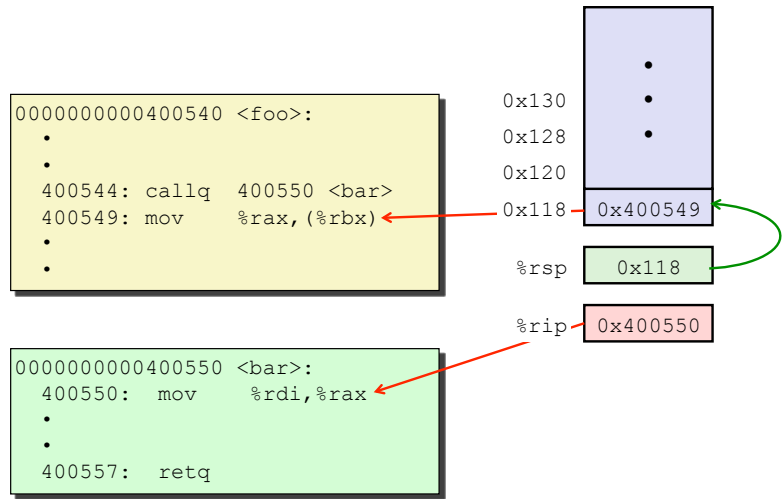 0000000000400540 <foo>:
•
•
400544: callq 400550 <bar>
400549: mov %rax,(%rbx)
•
•
0000000000400550 <bar>:
400550: mov %rdi,%rax
•
•
400557: retq
•
0x130 •
0x128 •
0x120
0x118 0x400549
%rsp 0x118
%rip 0x400550